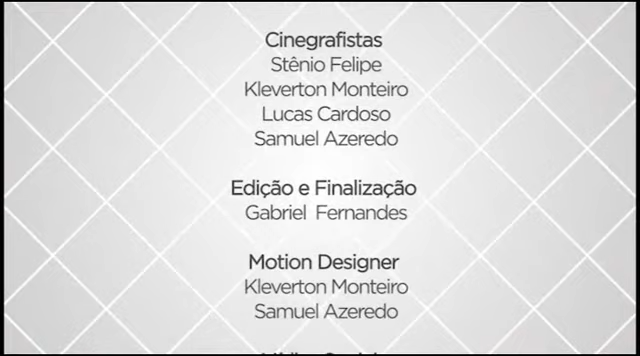 Cinegrafistas
Stênio Felipe
Kleverton Monteiro
Lucas Cardoso
Samuel Azeredo
Edição e Finalização
Gabriel Fernandes
Motion Designer
Kleverton Monteiro
Samuel Azeredo